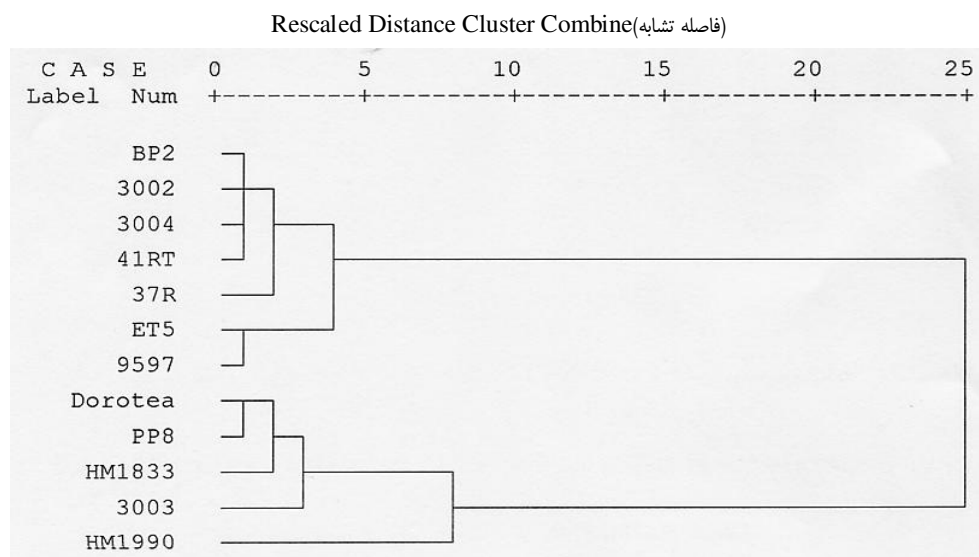 Rescaled Distance Cluster Combine(فاصله تشابه)
C A S E 0 5 10 15 20 25
Label Num +---------+---------+---------+---------+---------+
BP2
3002
3004
41RT
37R
ET5
9597
Dorotea
PP8
HM1833
3003
HM1990